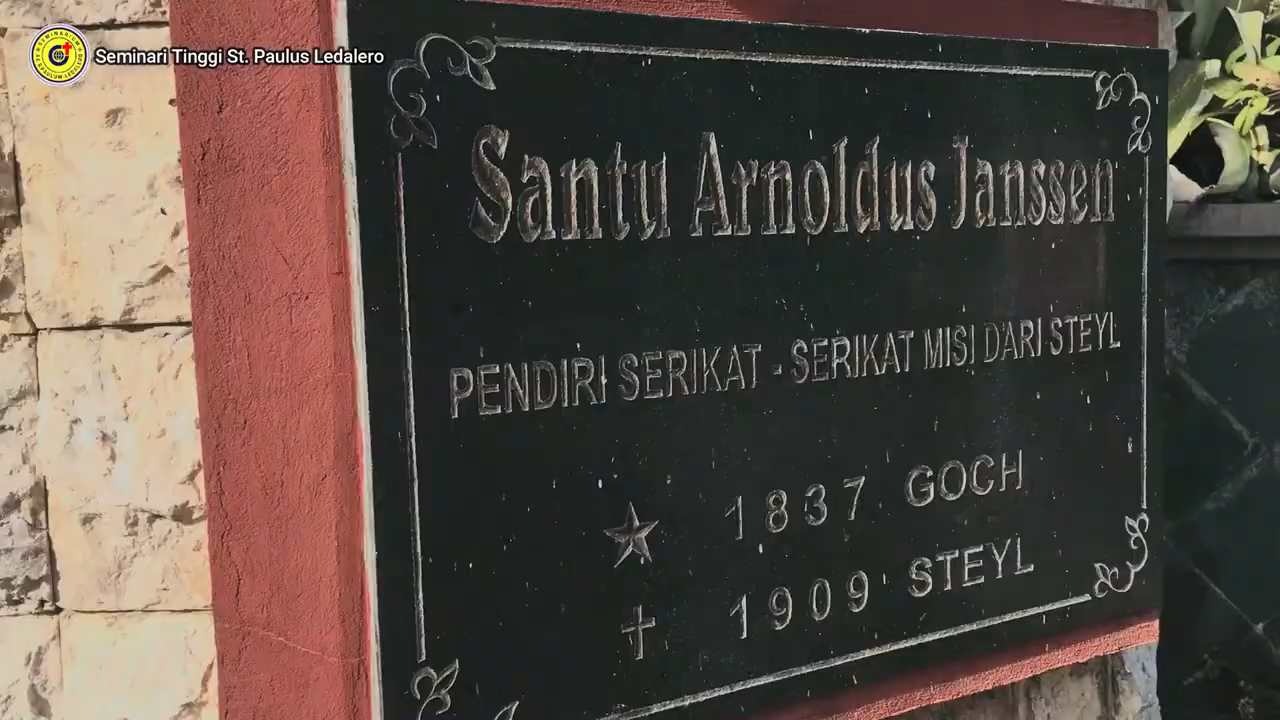 Seminari Tinggi St. Paulus Ledalero
Santu Arnoldus Janssen
PENDIRI SERIKAT - SERIKAT MISI DARI STEYL
1837 GOCH
1909 STEYL